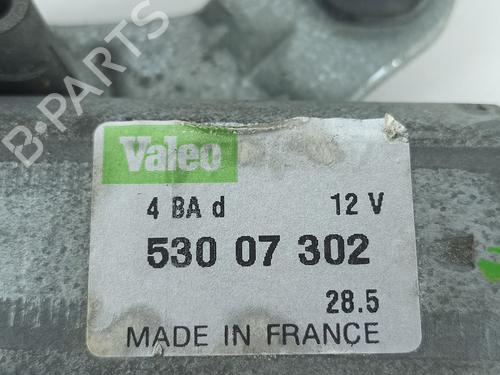 B-PARTS
Valeo
4 BA d 12 V
530 07 302
28.5
MADE IN FRANCE